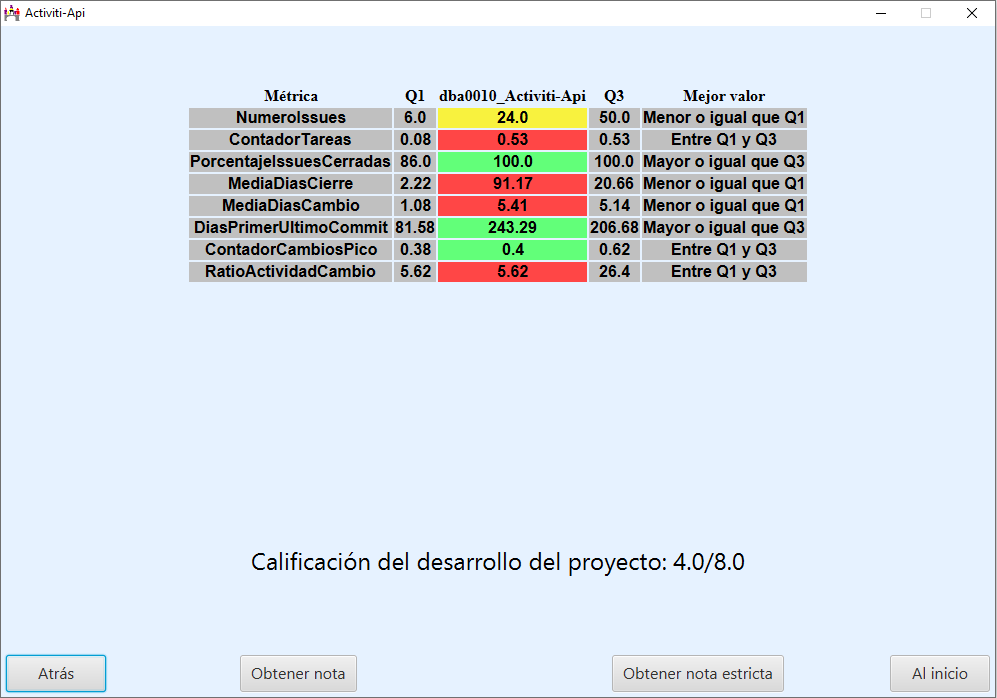 Activiti-Api
Métrica Q1 dba0010_Activiti-Api Q3 Mejor valor
NumeroIssues 6.0 24.0 50.0 Menor o igual que Q1
ContadorTareas 0.08 0.53 0.53 Entre Q1 y Q3
PorcentajeIssuesCerradas 86.0 100.0 100.0 Mayor o igual que Q3
MediaDiasCierre 2.22 91.17 20.66 Menor o igual que Q1
MediaDiasCambio 1.08 5.41 5.14 Menor o igual que Q1
DiasPrimerUltimoCommit 81.58 243.29 206.68 Mayor o igual que Q3
ContadorCambiosPico 0.38 0.4 0.62 Entre Q1 y Q3
RatioActividadCambio 5.62 5.62 26.4 Entre Q1 y Q3
Calificación del desarrollo del proyecto: 4.0/8.0
Atrás Obtener nota Obtener nota estricta Al inicio